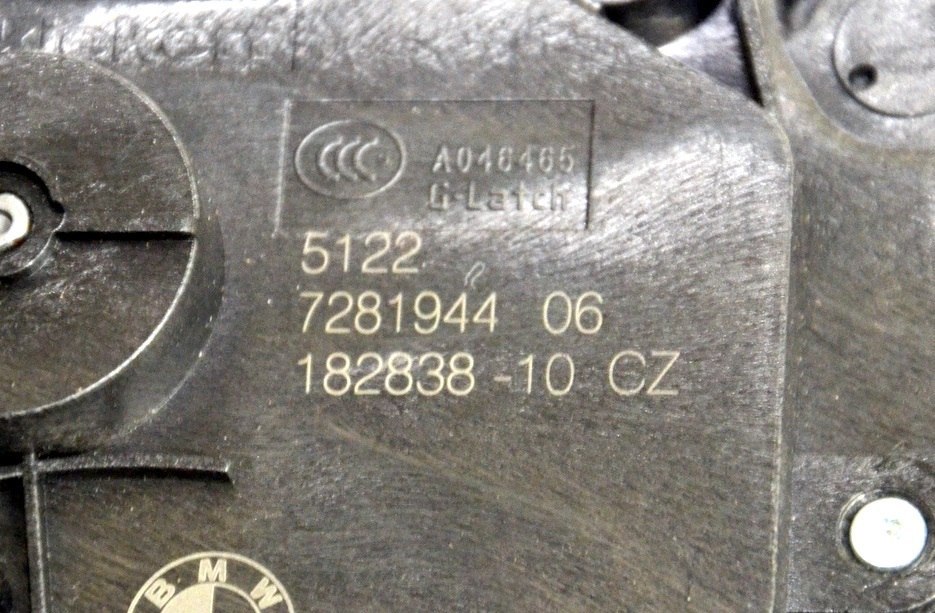 CCC A046465
G-Latch
5122
7281944 06
182838 -10 CZ
BMW